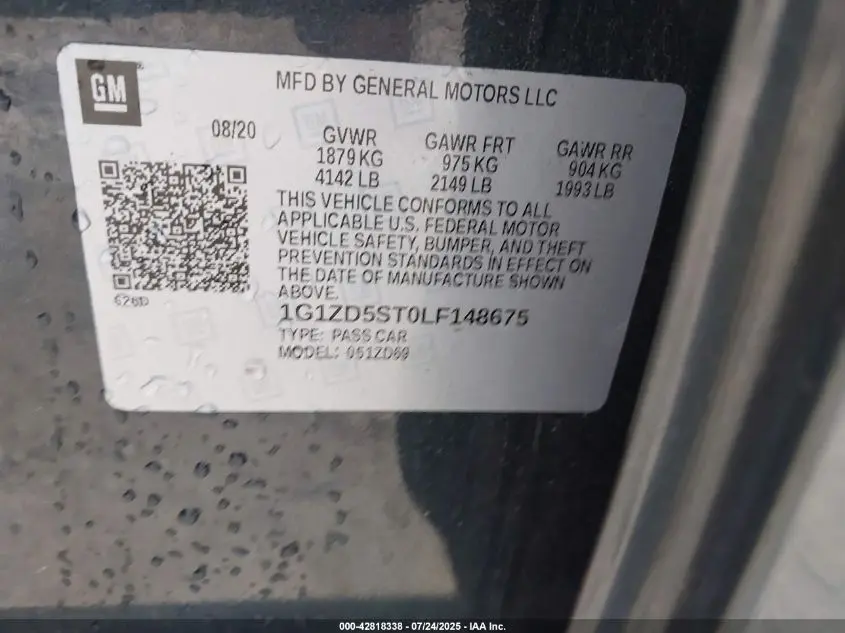 GM
MFD BY GENERAL MOTORS LLC
08/20
GVWR GAWR FRT GAWR RR
1879 KG 975 KG 904 KG
4142 LB 2149 LB 1993 LB
THIS VEHICLE CONFORMS TO ALL
APPLICABLE U.S. FEDERAL MOTOR
VEHICLE SAFETY, BUMPER, AND THEFT
PREVENTION STANDARDS IN EFFECT ON
THE DATE OF MANUFACTURE SHOWN
ABOVE.
1G1ZD5ST0LF148675
TYPE: PASS CAR
MODEL:
000-42818338 - 07/24/2025 - IAA Inc.